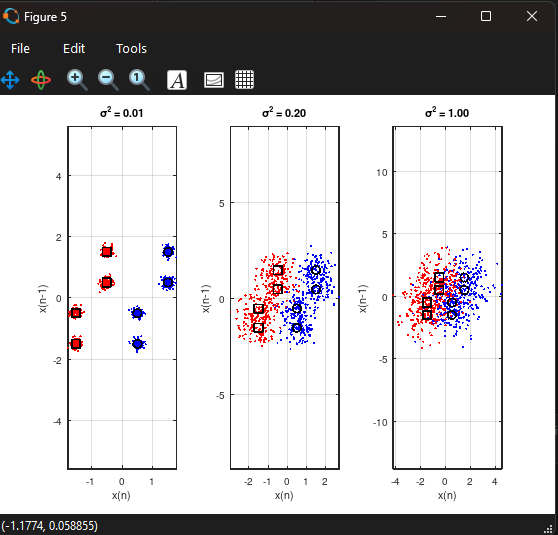 Figure 5
File Edit Tools
1 A
σ² = 0.01 σ² = 0.20 σ² = 1.00
4
2
0
-2
-4
x(n-1)
-1 0 1
x(n)
5
0
-5
x(n-1)
-2 -1 0 1 2
x(n)
10
5
0
-5
-10
x(n-1)
-4 -2 0 2 4
x(n)
(-1.1774, 0.058855)